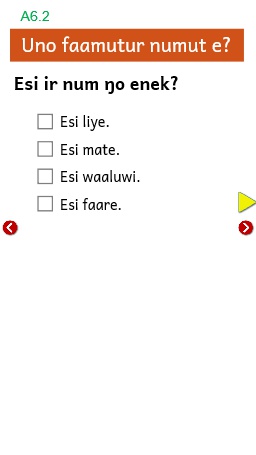 A6.2
Uno faamutur numut e?
Esi ir num ŋo enek?
Esi liye.
Esi mate.
Esi waaluwi.
Esi faare.